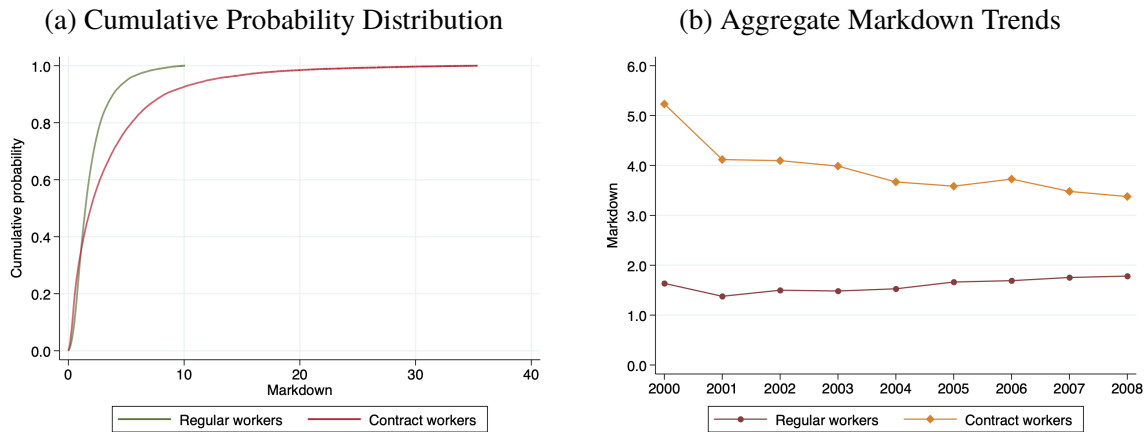 (a) Cumulative Probability Distribution
Cumulative probability
1.0
0.8
0.6
0.4
0.2
0.0
0 10 20 30 40
Markdown
Regular workers Contract workers
(b) Aggregate Markdown Trends
Markdown
6.0
5.0
4.0
3.0
2.0
1.0
0.0
2000 2001 2002 2003 2004 2005 2006 2007 2008
Regular workers Contract workers